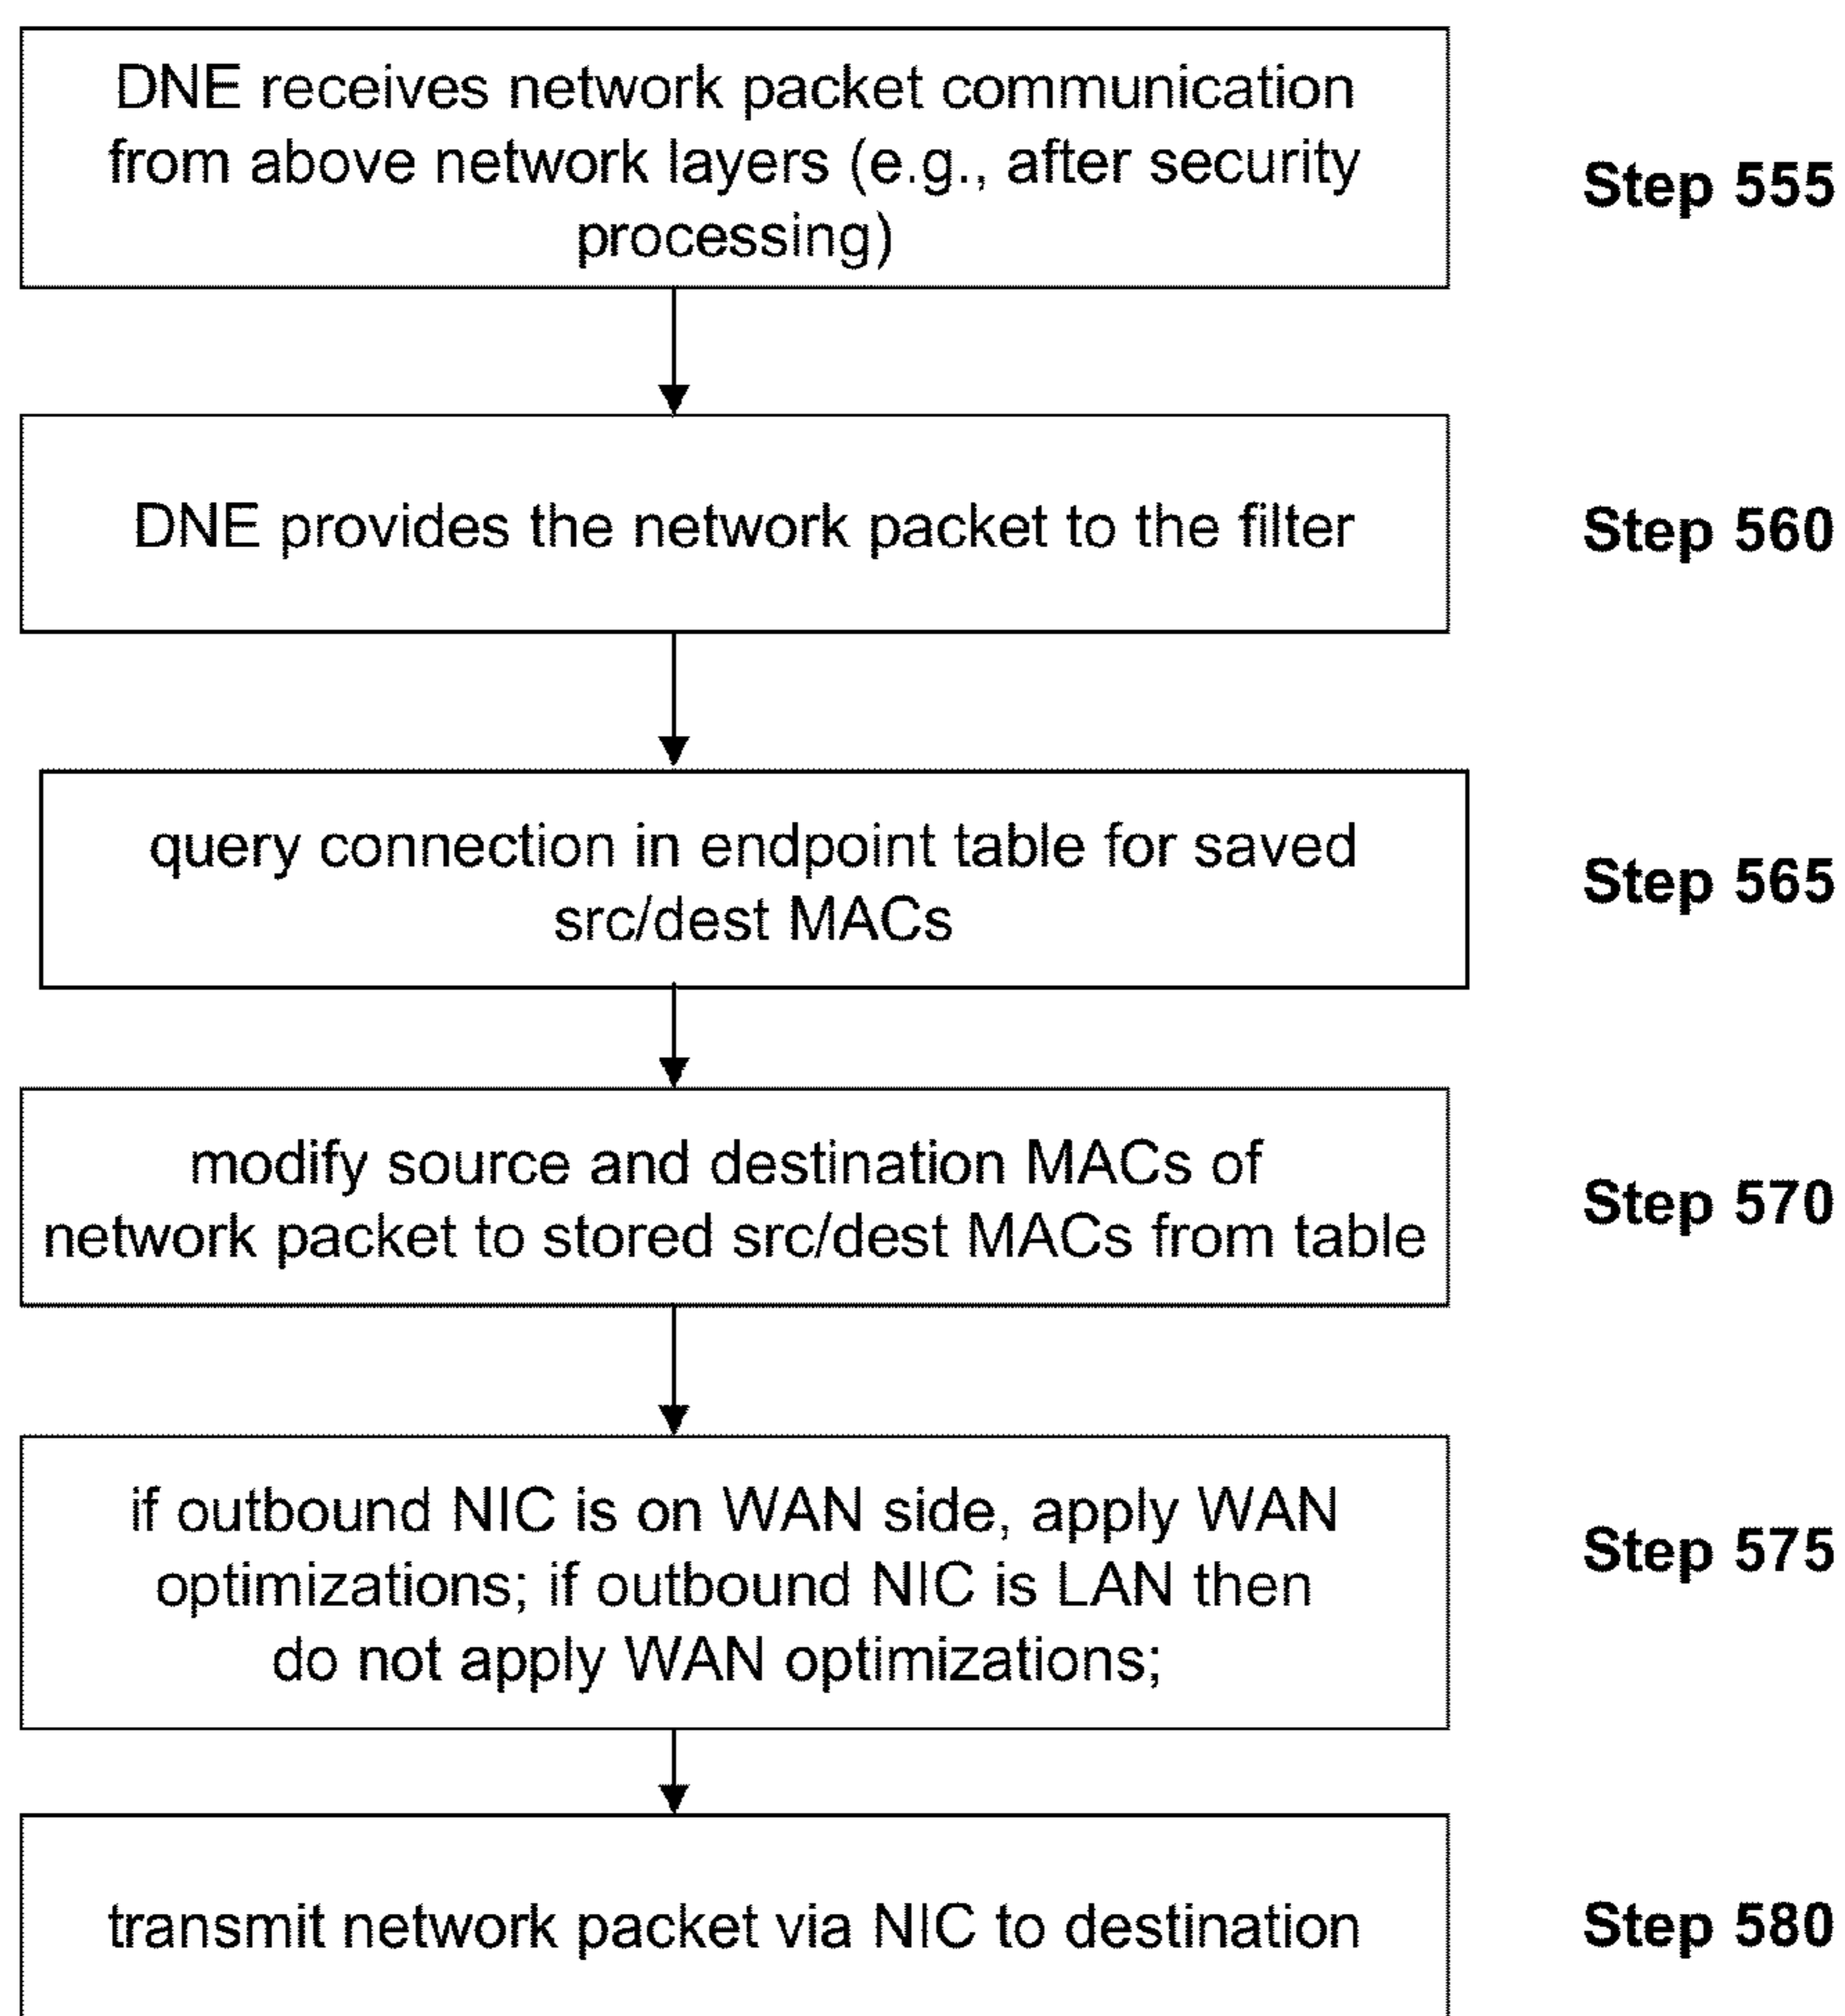 DNE receives network packet communication
from above network layers (e.g., after security
processing)
Step 555
DNE provides the network packet to the filter
Step 560
query connection in endpoint table for saved
src/dest MACs
Step 565
modify source and destination MACs of
network packet to stored src/dest MACs from table
Step 570
if outbound NIC is on WAN side, apply WAN
optimizations; if outbound NIC is LAN then
do not apply WAN optimizations;
Step 575
transmit network packet via NIC to destination
Step 580